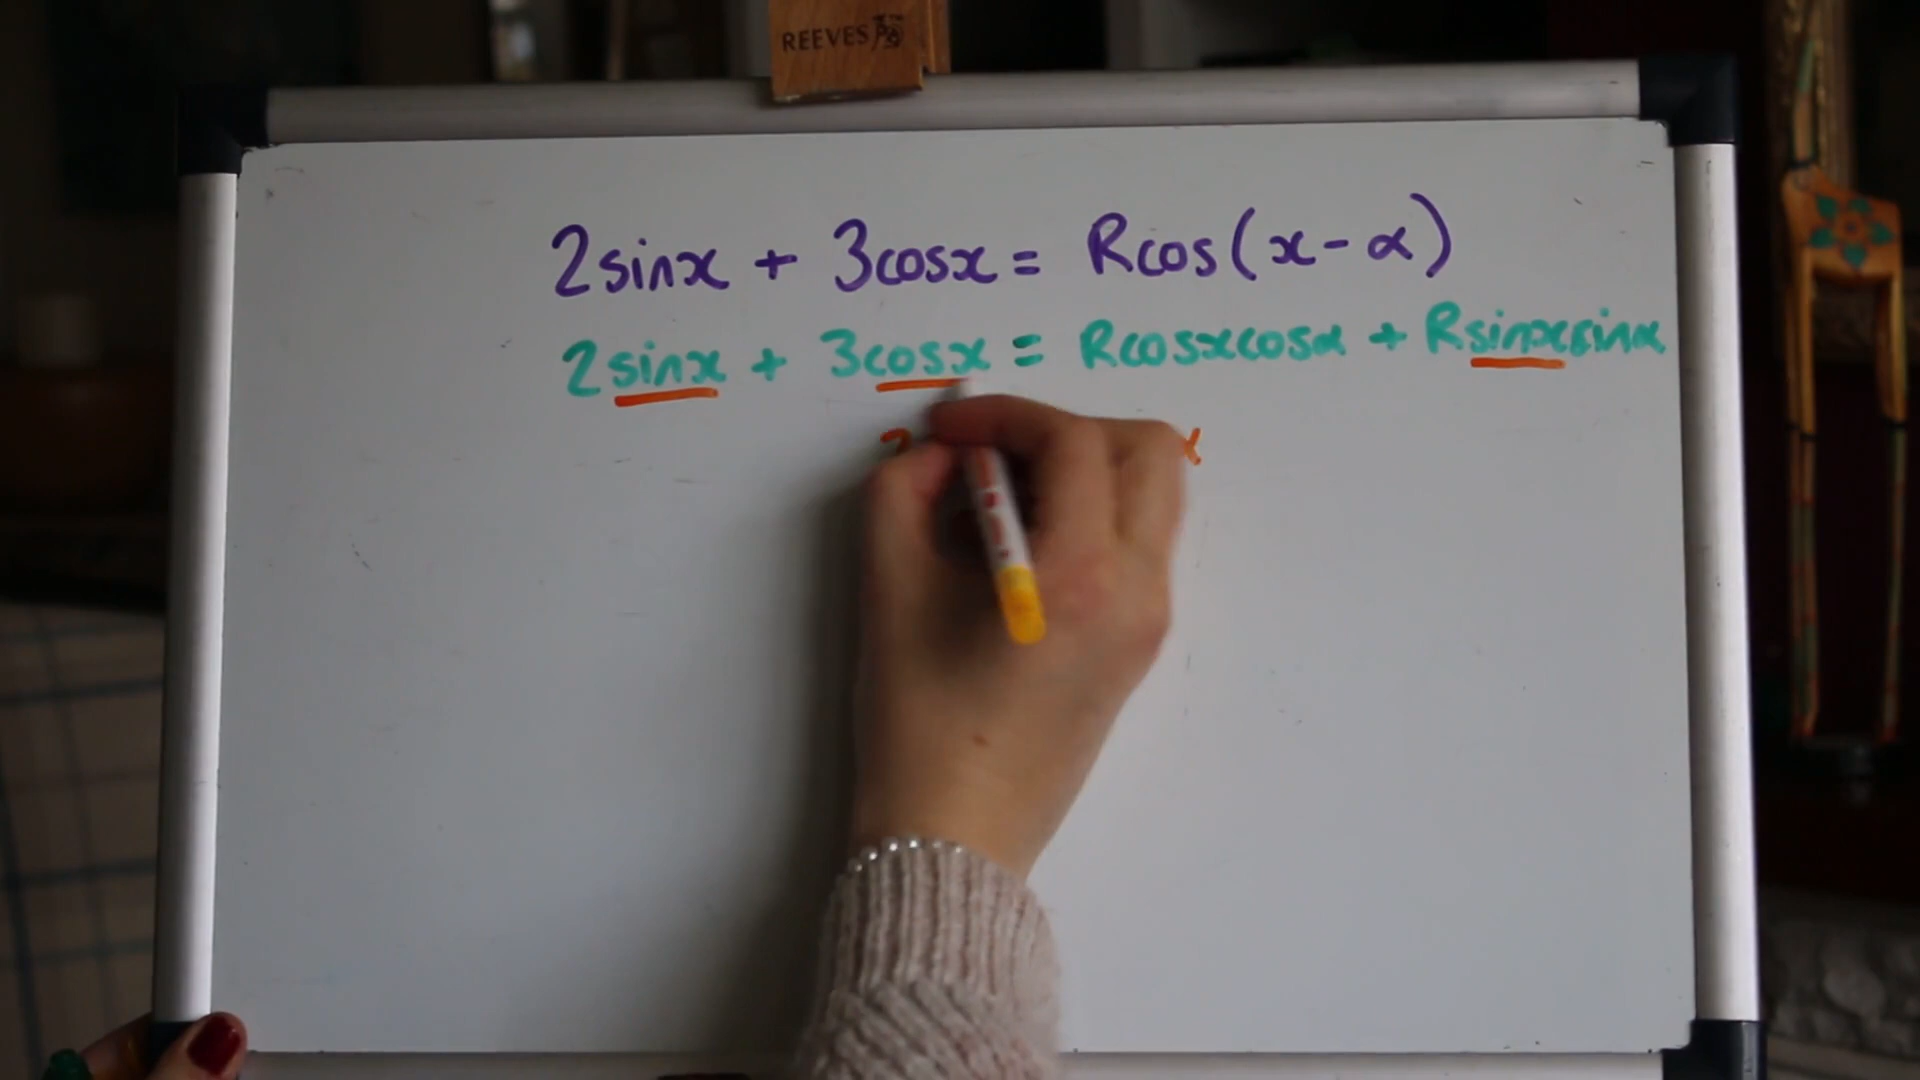 REEVES
2sinx + 3cosx = Rcos(x - α)
2sinx + 3cosx = Rcosxcosα + Rsinxsinα